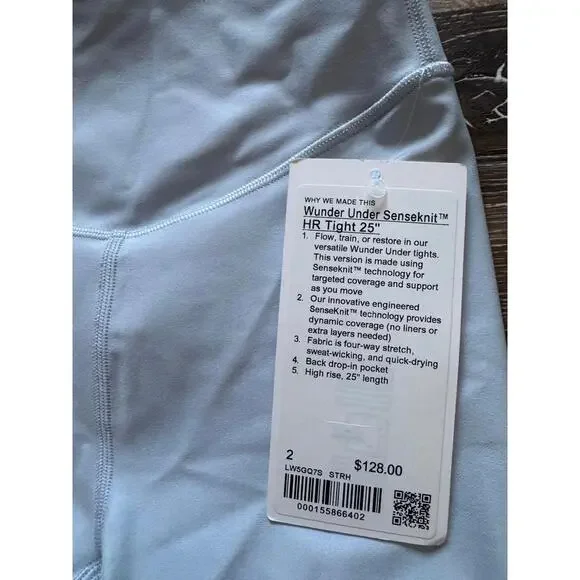 WHY WE MADE THIS
Wunder Under Senseknit™
HR Tight 25"
1. Flow, train, or restore in our
versatile Wunder Under tights.
This version is made using
Senseknit™ technology for
targeted coverage and support
as you move
2. Our innovative engineered
SenseKnit™ technology provides
dynamic coverage (no liners or
extra layers needed)
3. Fabric is four-way stretch,
sweat-wicking, and quick-drying
4. Back drop-in pocket
5. High rise, 25" length
2 $128.00
LW5GQ7S STRH
000155866402